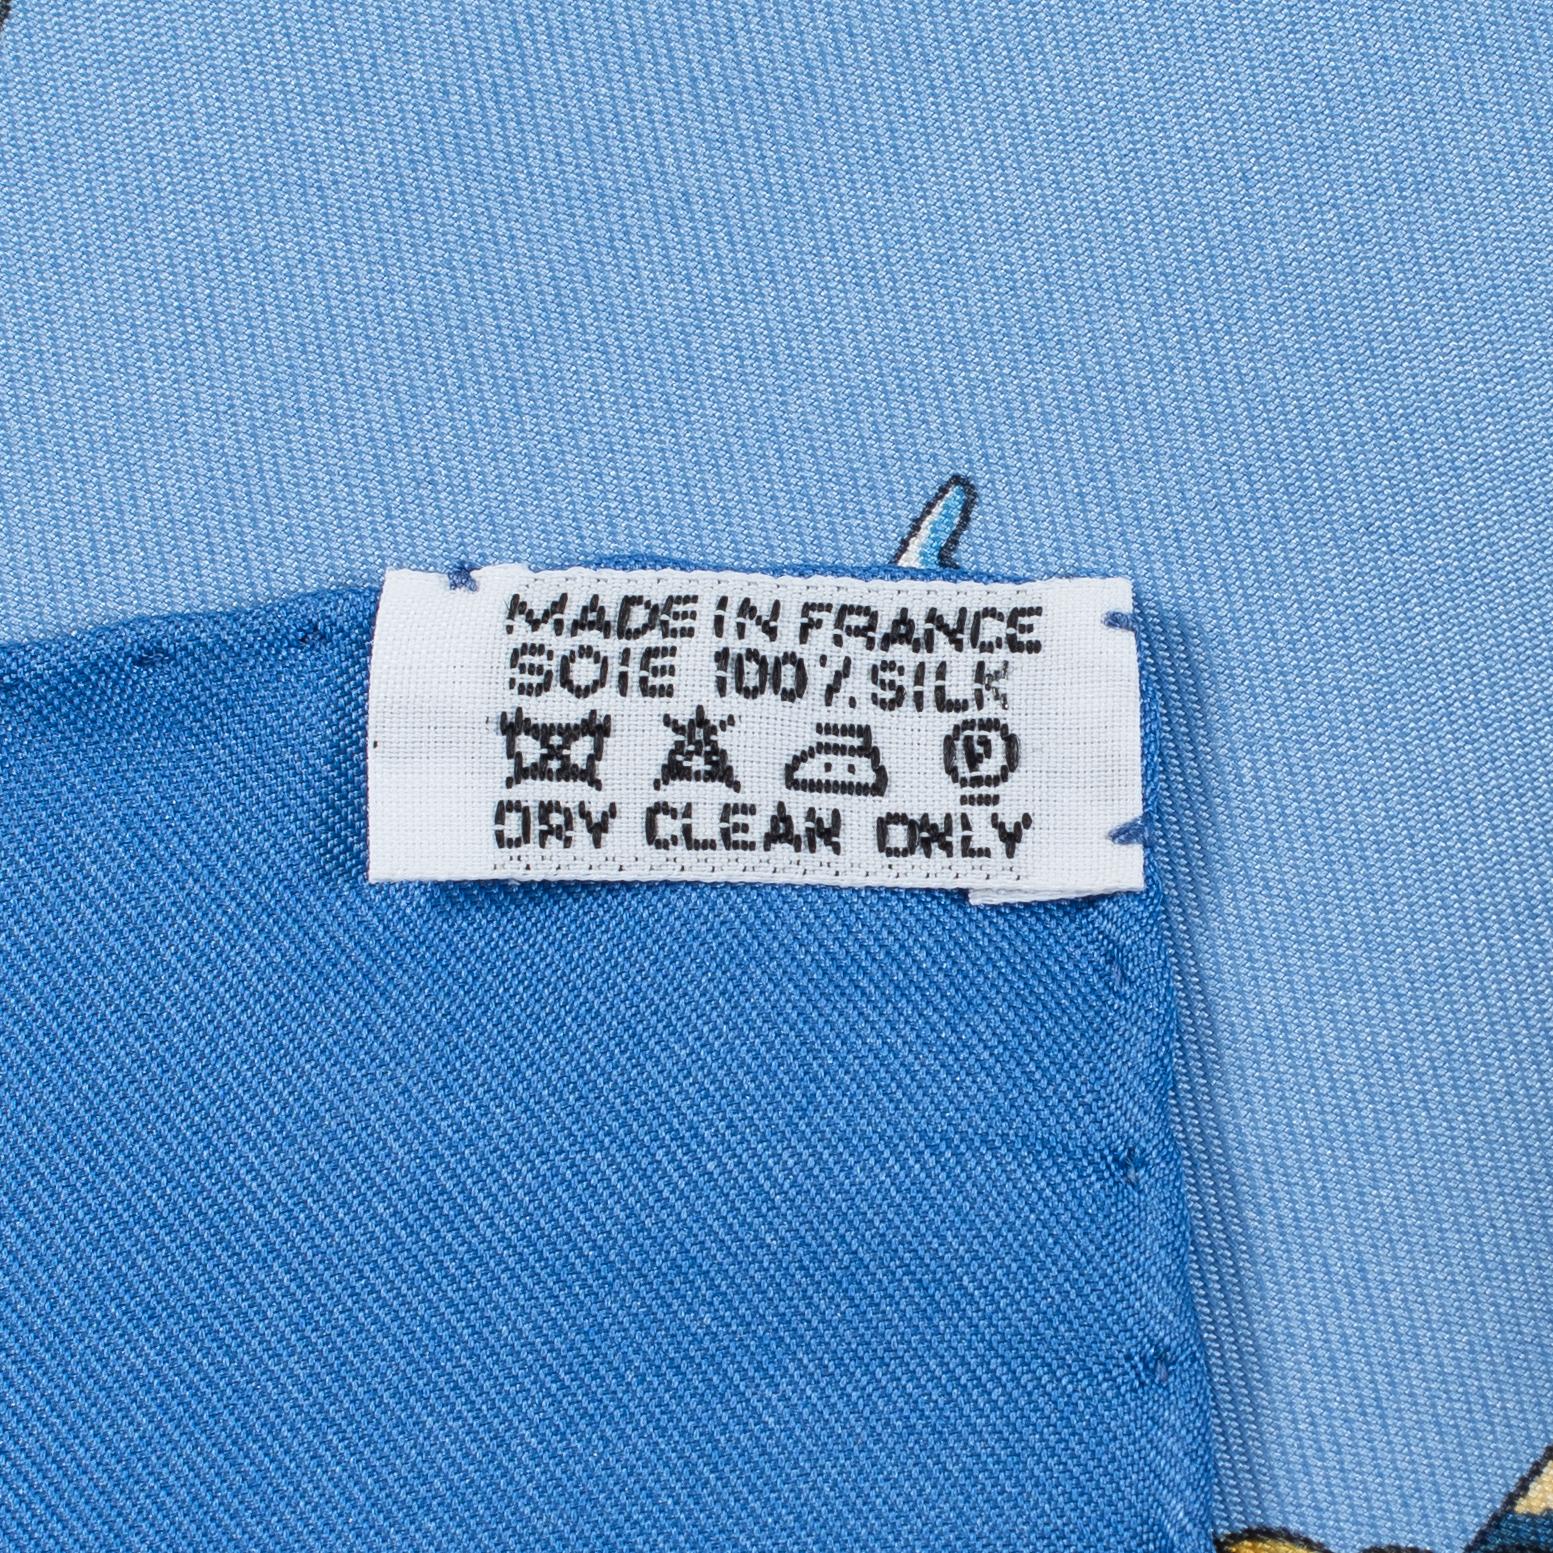 MADE IN FRANCE
SOIE 100% SILK
P
DRY CLEAN ONLY